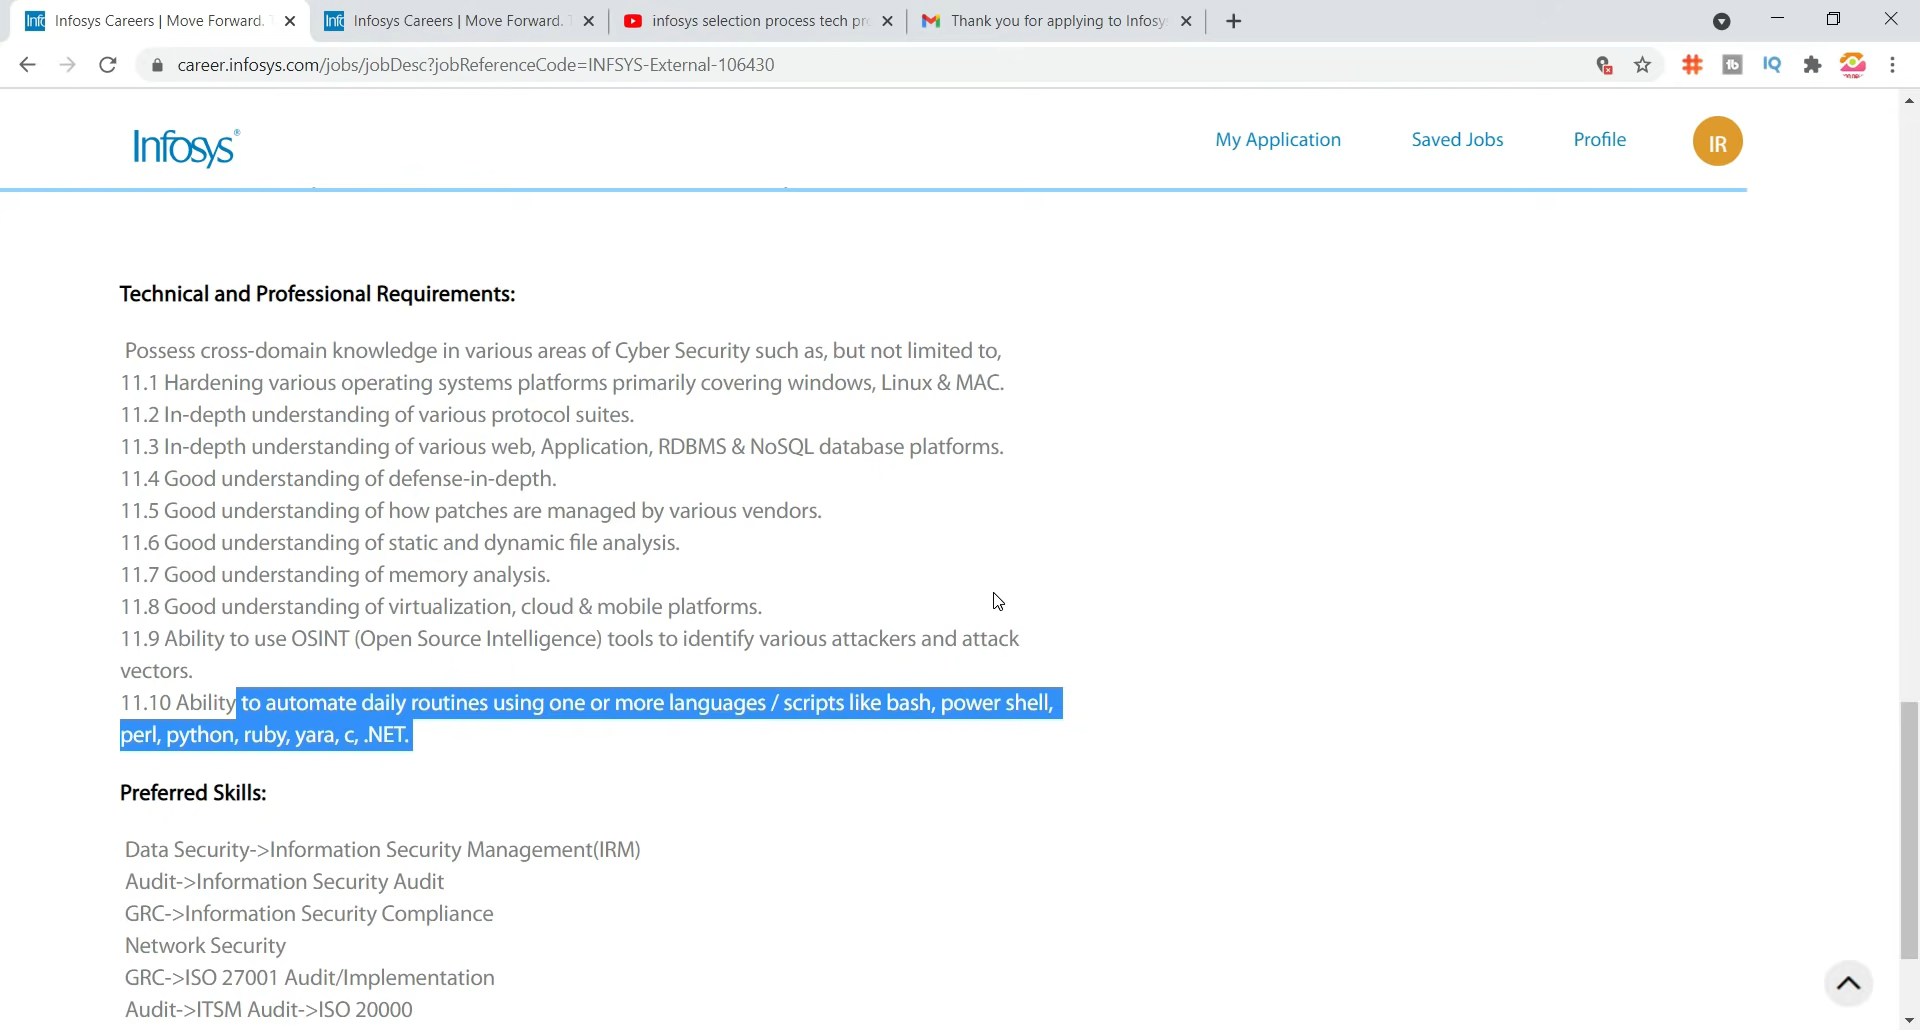 Infosys Careers | Move Forward.
Infosys Careers | Move Forward.
infosys selection process tech pr
Thank you for applying to Infosy
career.infosys.com/jobs/jobDesc?jobReferenceCode=INFSYS-External-106430
Infosys®
My Application
Saved Jobs
Profile
IR
Technical and Professional Requirements:
Possess cross-domain knowledge in various areas of Cyber Security such as, but not limited to,
11.1 Hardening various operating systems platforms primarily covering windows, Linux & MAC.
11.2 In-depth understanding of various protocol suites.
11.3 In-depth understanding of various web, Application, RDBMS & NoSQL database platforms.
11.4 Good understanding of defense-in-depth.
11.5 Good understanding of how patches are managed by various vendors.
11.6 Good understanding of static and dynamic file analysis.
11.7 Good understanding of memory analysis.
11.8 Good understanding of virtualization, cloud & mobile platforms.
11.9 Ability to use OSINT (Open Source Intelligence) tools to identify various attackers and attack
vectors.
11.10 Ability to automate daily routines using one or more languages / scripts like bash, power shell,
perl, python, ruby, yara, c, .NET.
Preferred Skills:
Data Security->Information Security Management(IRM)
Audit->Information Security Audit
GRC->Information Security Compliance
Network Security
GRC->ISO 27001 Audit/Implementation
Audit->ITSM Audit->ISO 20000